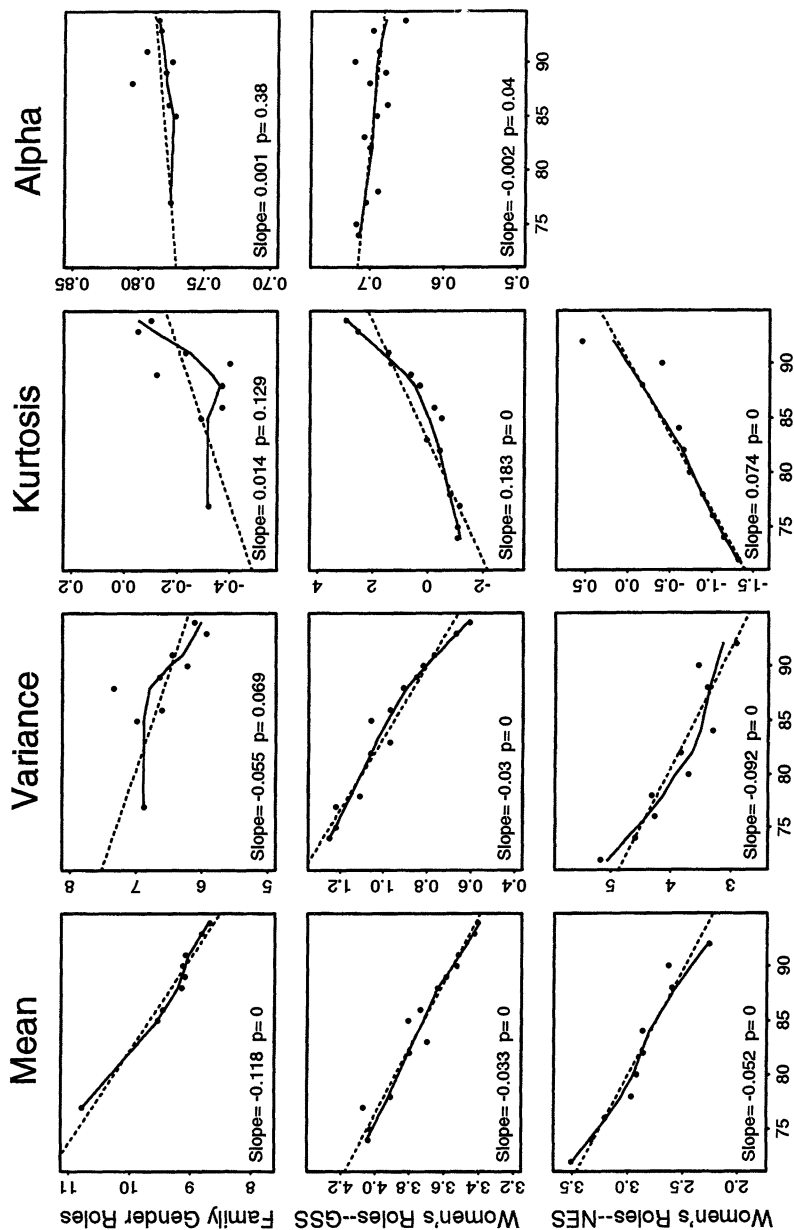 Mean Variance Kurtosis Alpha
Family Gender Roles
11 10 9 8
Slope= -0.118 p= 0
8 7 6 5
Slope= -0.055 p= 0.069
0.2 0.0 -0.2 -0.4
Slope= 0.014 p= 0.129
0.85 0.80 0.75 0.70
Slope= 0.001 p= 0.38
Women's Roles--GSS
4.2 4.0 3.8 3.6 3.4 3.2
Slope= -0.033 p= 0
1.2 1.0 0.8 0.6 0.4
Slope= -0.03 p= 0
4 2 0 -2
Slope= 0.183 p= 0
0.7 0.6 0.5
Slope= -0.002 p= 0.04
75 80 85 90
Women's Roles--NES
3.5 3.0 2.5 2.0
Slope= -0.052 p= 0
75 80 85 90
5 4 3
Slope= -0.092 p= 0
75 80 85 90
0.5 0.0 -0.5 -1.0 -1.5
Slope= 0.074 p= 0
75 80 85 90